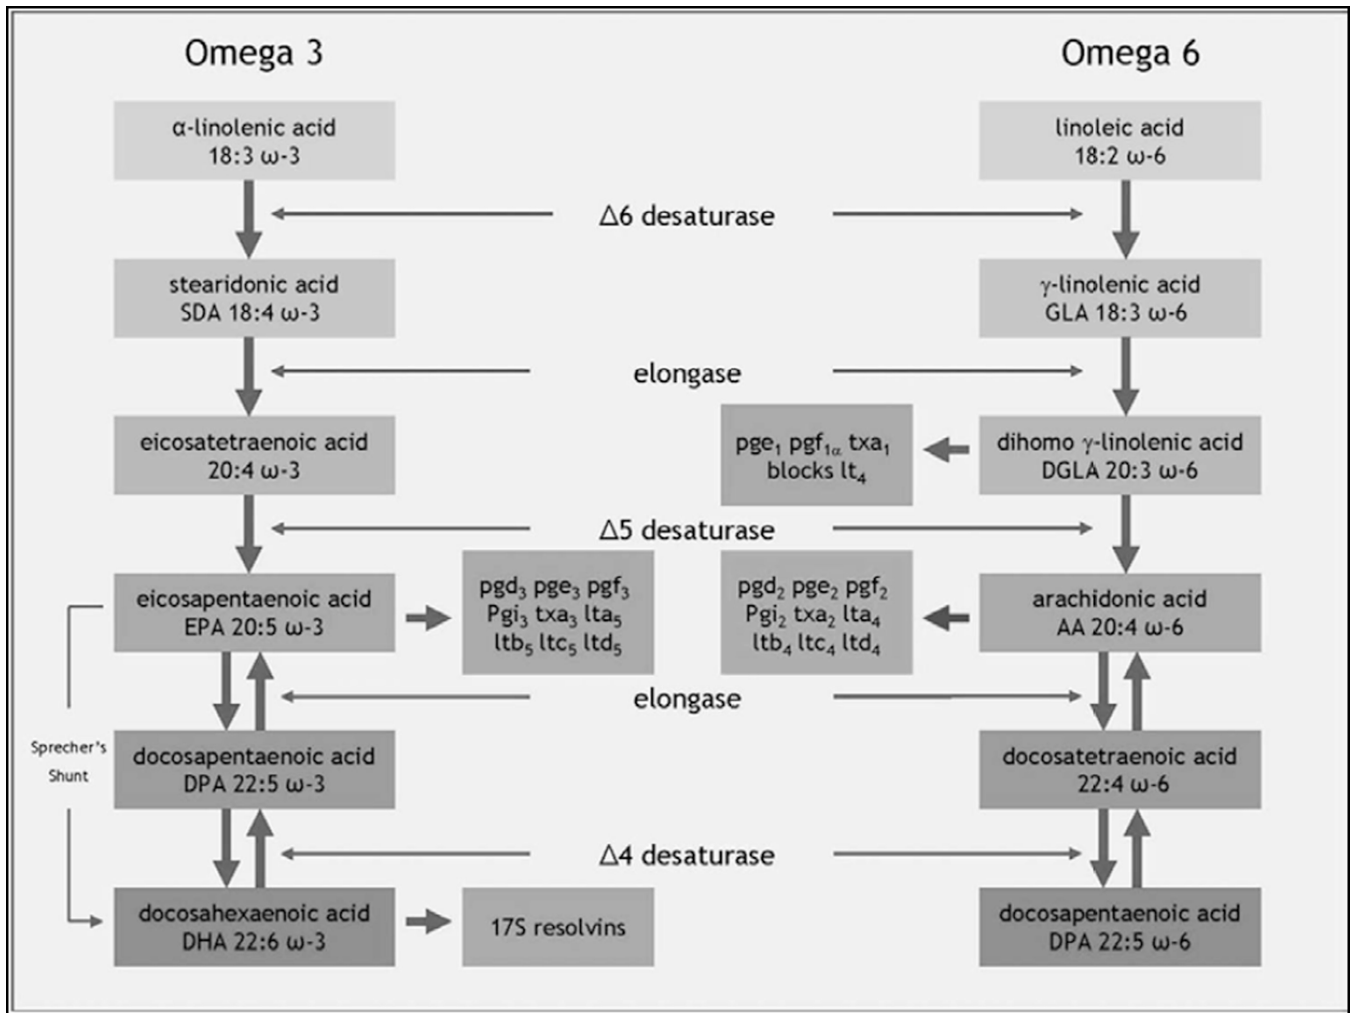 Omega 3
Omega 6
α-linolenic acid
18:3 ω-3
linoleic acid
18:2 ω-6
Δ6 desaturase
stearidonic acid
SDA 18:4 ω-3
γ-linolenic acid
GLA 18:3 ω-6
elongase
eicosatetraenoic acid
20:4 ω-3
pge₁ pgf₁α txa₁
blocks lt₄
dihomo γ-linolenic acid
DGLA 20:3 ω-6
Δ5 desaturase
eicosapentaenoic acid
EPA 20:5 ω-3
pgd₃ pge₃ pgf₃
Pgi₃ txa₃ lta₅
ltb₅ ltc₅ ltd₅
pgd₂ pge₂ pgf₂
Pgi₂ txa₂ lta₄
ltb₄ ltc₄ ltd₄
arachidonic acid
AA 20:4 ω-6
elongase
Sprecher's
Shunt
docosapentaenoic acid
DPA 22:5 ω-3
docosatetraenoic acid
22:4 ω-6
Δ4 desaturase
docosahexaenoic acid
DHA 22:6 ω-3
17S resolvins
docosapentaenoic acid
DPA 22:5 ω-6